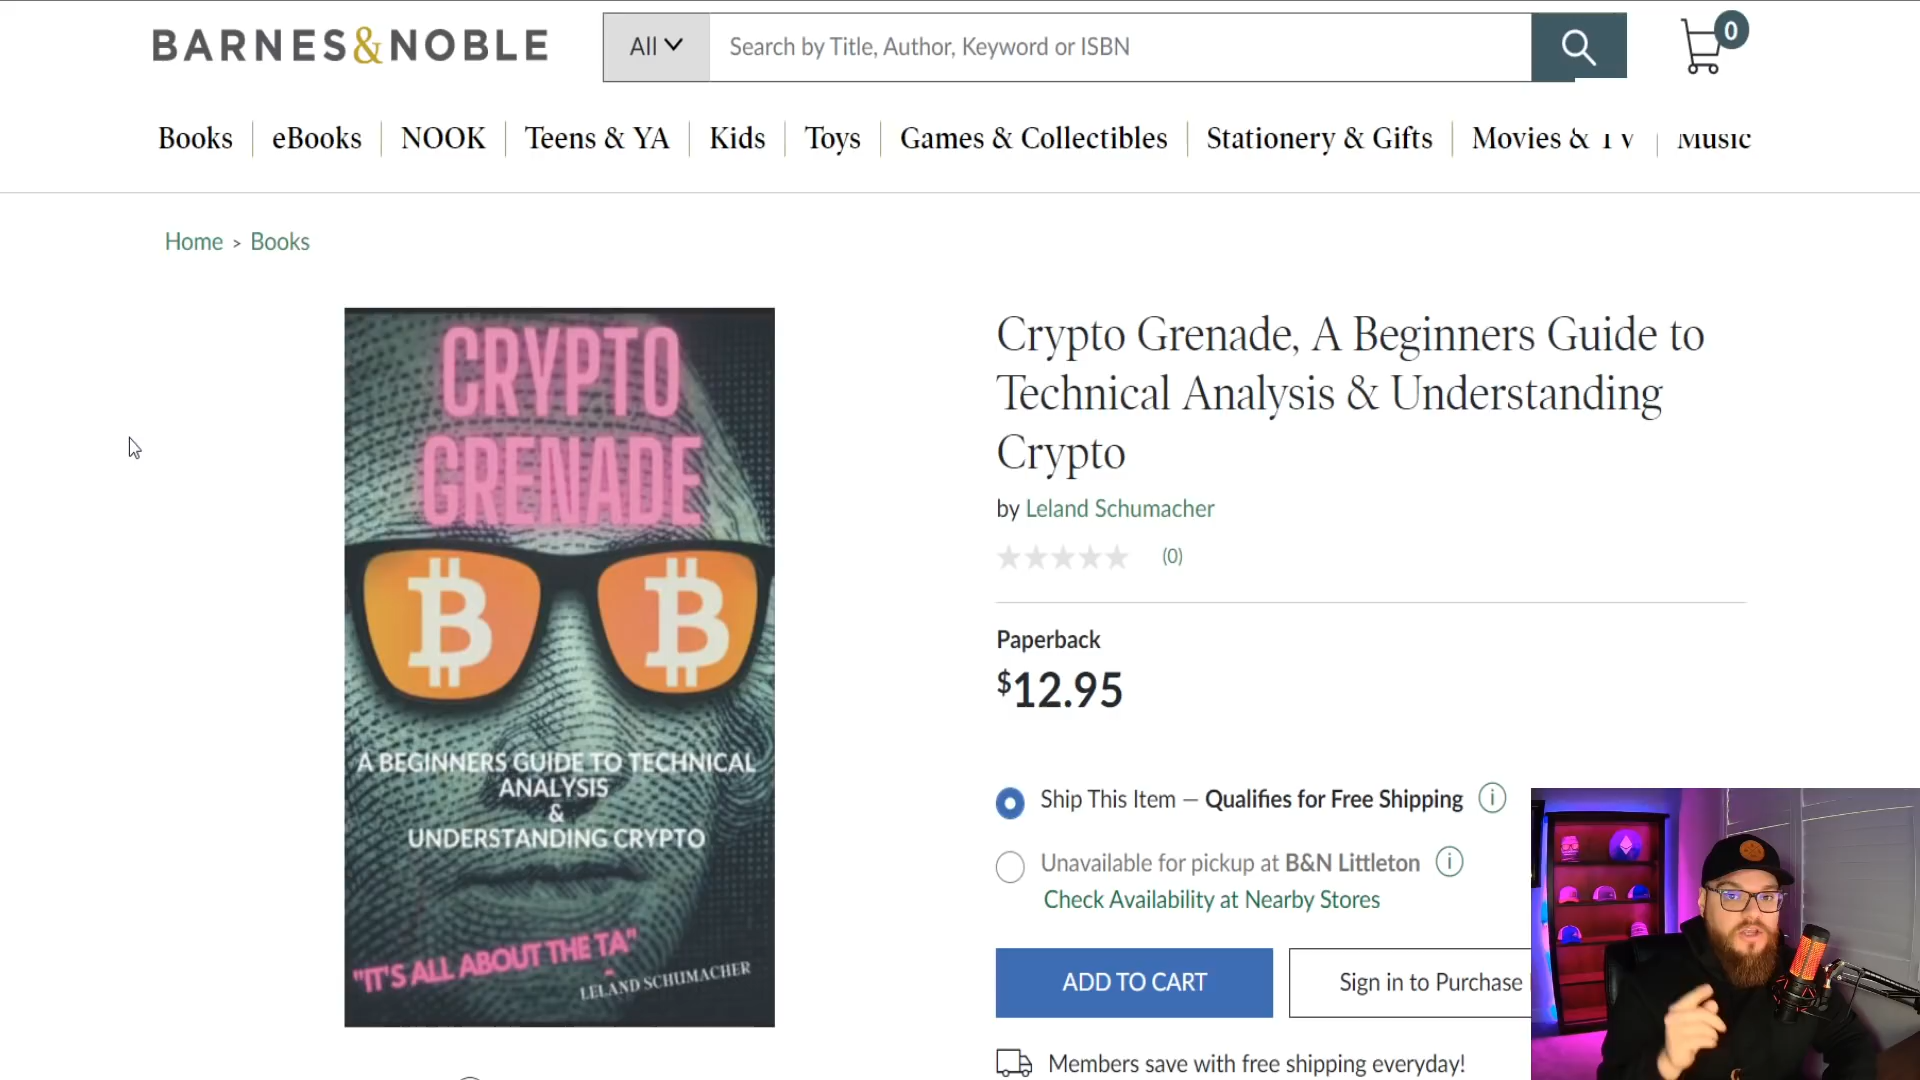 BARNES&NOBLE
All
Search by Title, Author, Keyword or ISBN
0
Books
eBooks
NOOK
Teens & YA
Kids
Toys
Games & Collectibles
Stationery & Gifts
Movies & TV
Music
Home > Books
CRYPTO
GRENADE
A BEGINNERS GUIDE TO TECHNICAL
ANALYSIS
&
UNDERSTANDING CRYPTO
"IT'S ALL ABOUT THE TA"
-
LELAND SCHUMACHER
Crypto Grenade, A Beginners Guide to
Technical Analysis & Understanding
Crypto
by Leland Schumacher
(0)
Paperback
$12.95
Ship This Item — Qualifies for Free Shipping
Unavailable for pickup at B&N Littleton
Check Availability at Nearby Stores
ADD TO CART
Sign in to Purchase
Members save with free shipping everyday!